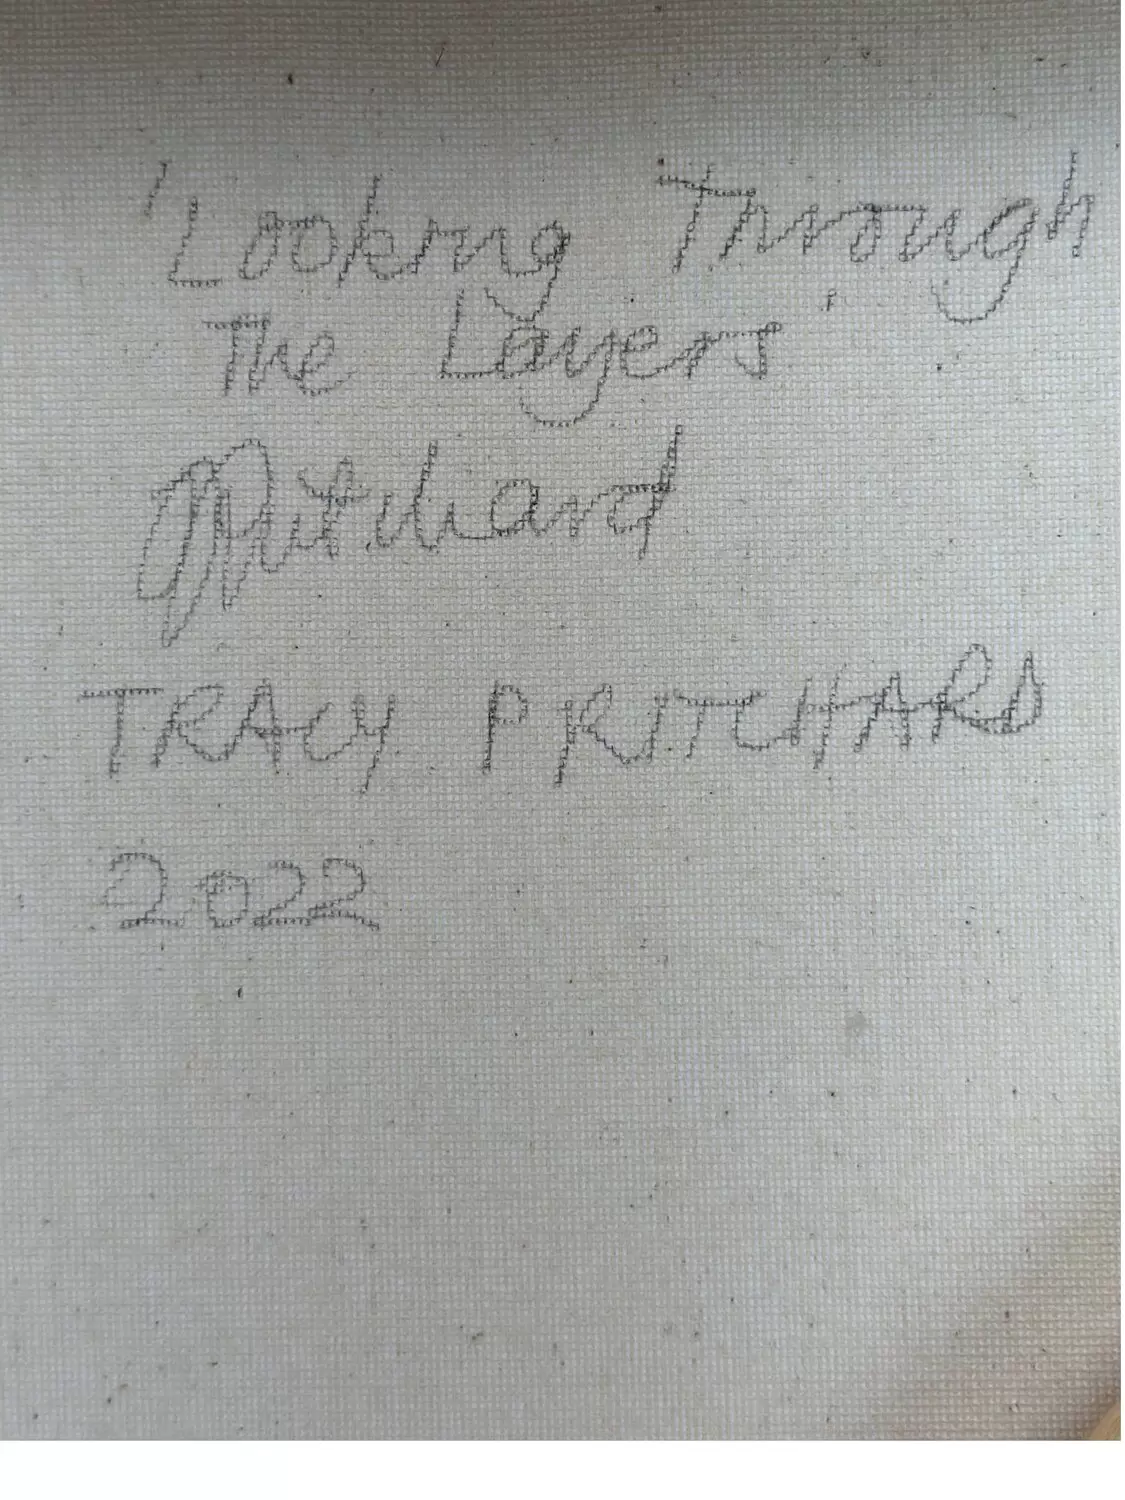 'Looking Through
The Layers'
Pritchard
TRACY PRITCHARD
2022